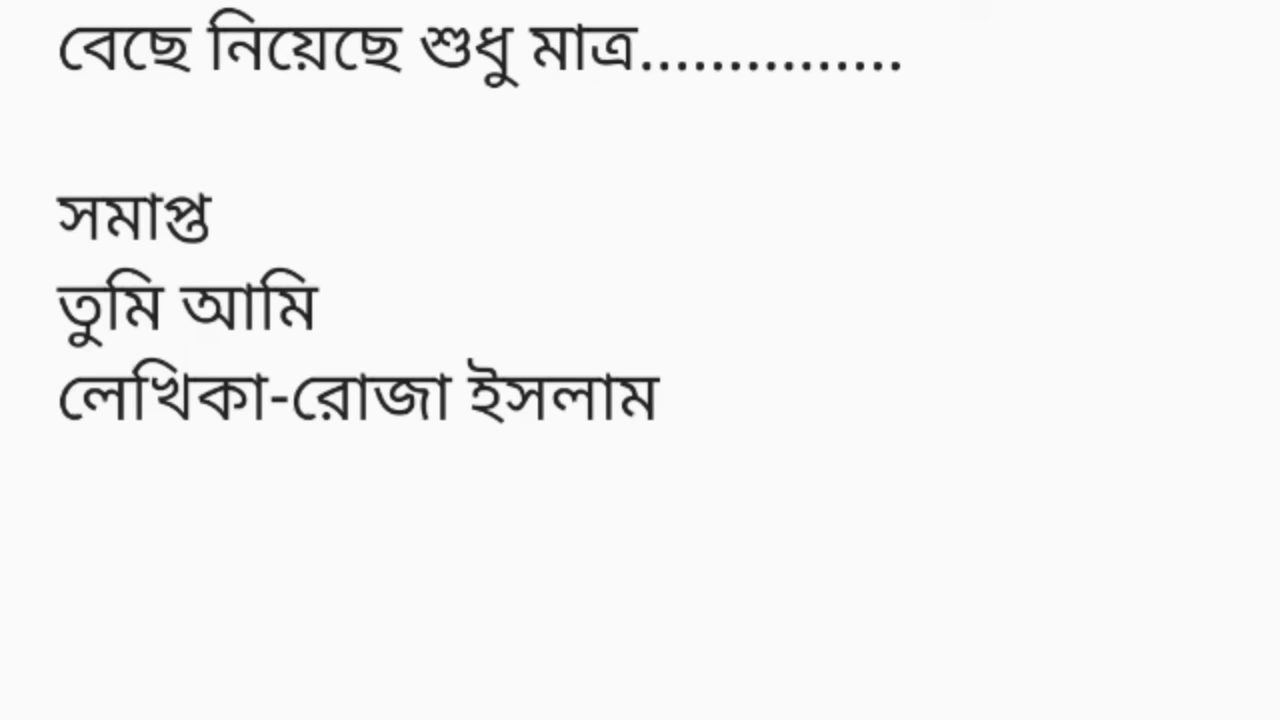 বেছে নিয়েছে শুধু মাত্র...............
সমাপ্ত
তুমি আমি
লেখিকা-রোজা ইসলাম